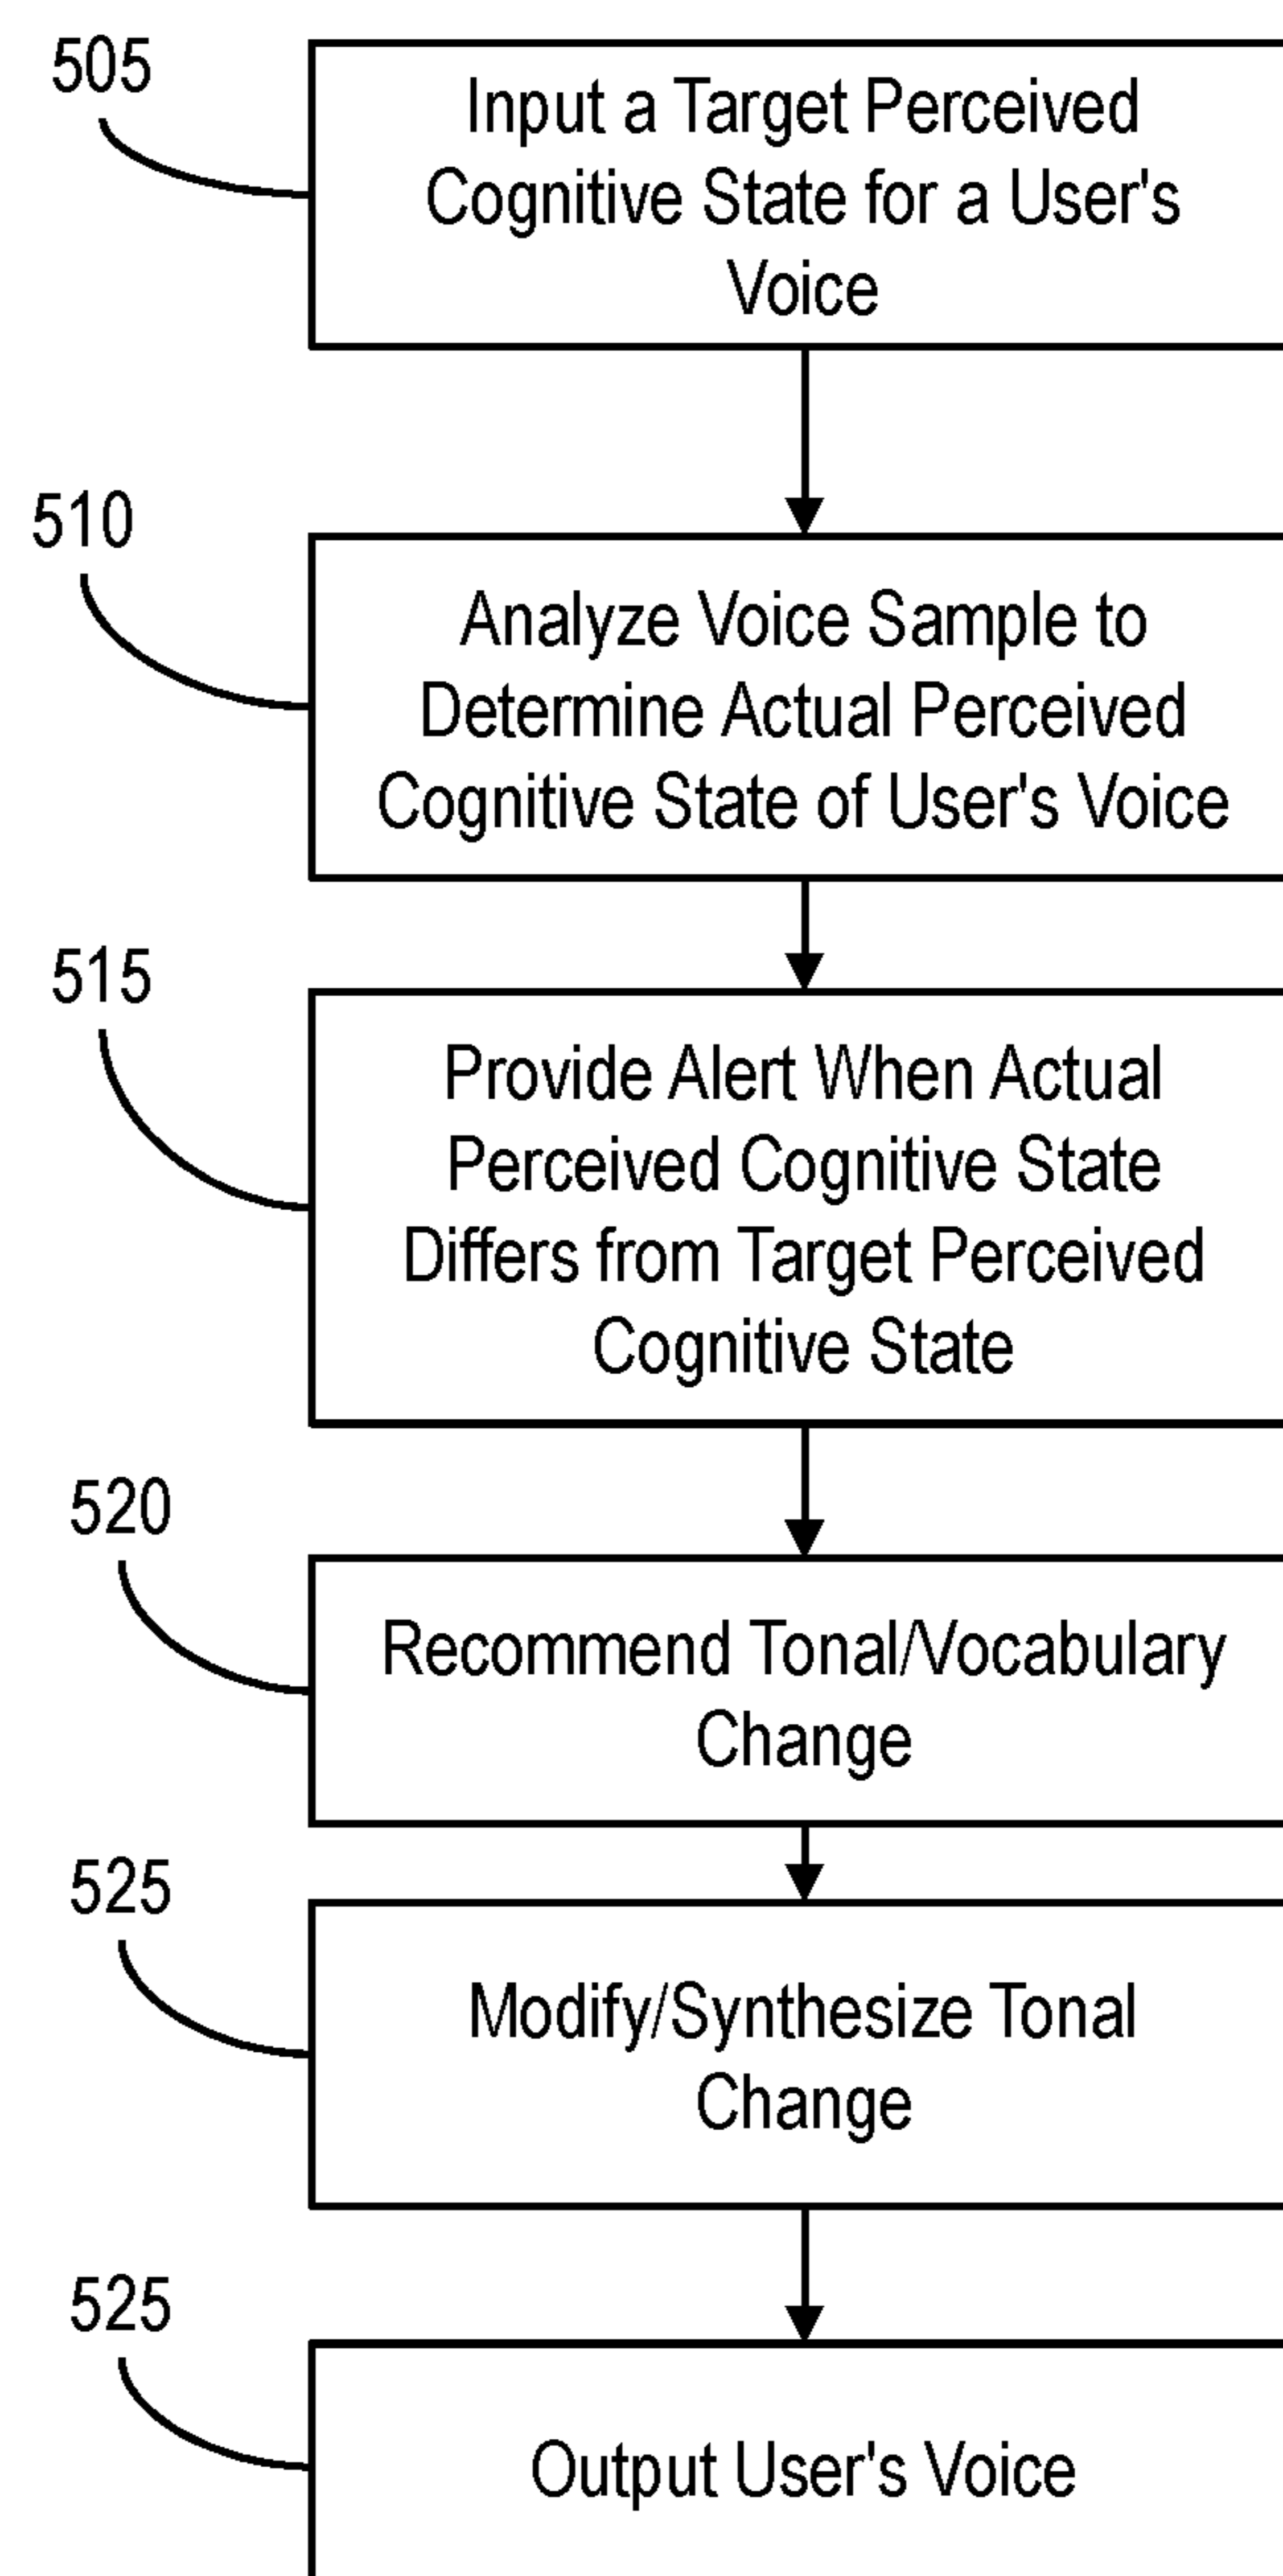 505
Input a Target Perceived
Cognitive State for a User's
Voice
510
Analyze Voice Sample to
Determine Actual Perceived
Cognitive State of User's Voice
515
Provide Alert When Actual
Perceived Cognitive State
Differs from Target Perceived
Cognitive State
520
Recommend Tonal/Vocabulary
Change
525
Modify/Synthesize Tonal
Change
525
Output User's Voice